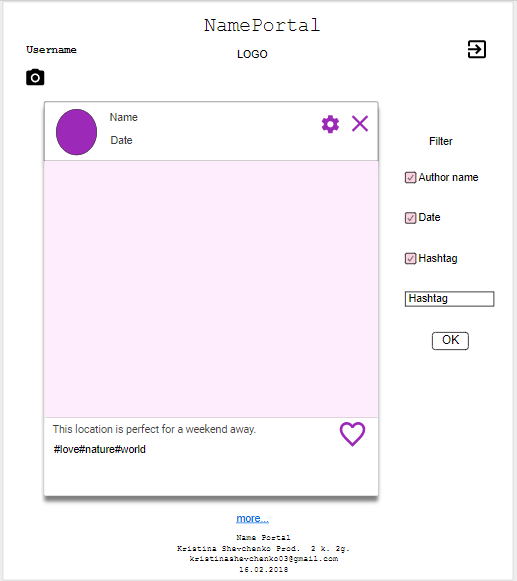 NamePortal
Username
LOGO
Name
Date
Filter
Author name
Date
Hashtag
Hashtag
OK
This location is perfect for a weekend away.
#love#nature#world
more...
Name Portal
Kristina Shevchenko Prod. 2 k. 2g.
kristinashevchenko03@gmail.com
16.02.2018